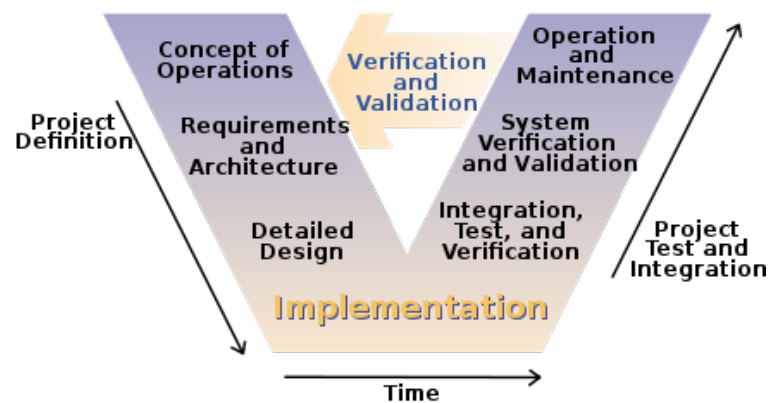 Concept of
Operations
Verification
and
Validation
Operation
and
Maintenance
Project
Definition
Requirements
and
Architecture
System
Verification
and Validation
Detailed
Design
Integration,
Test, and
Verification
Project
Test and
Integration
Implementation
Time